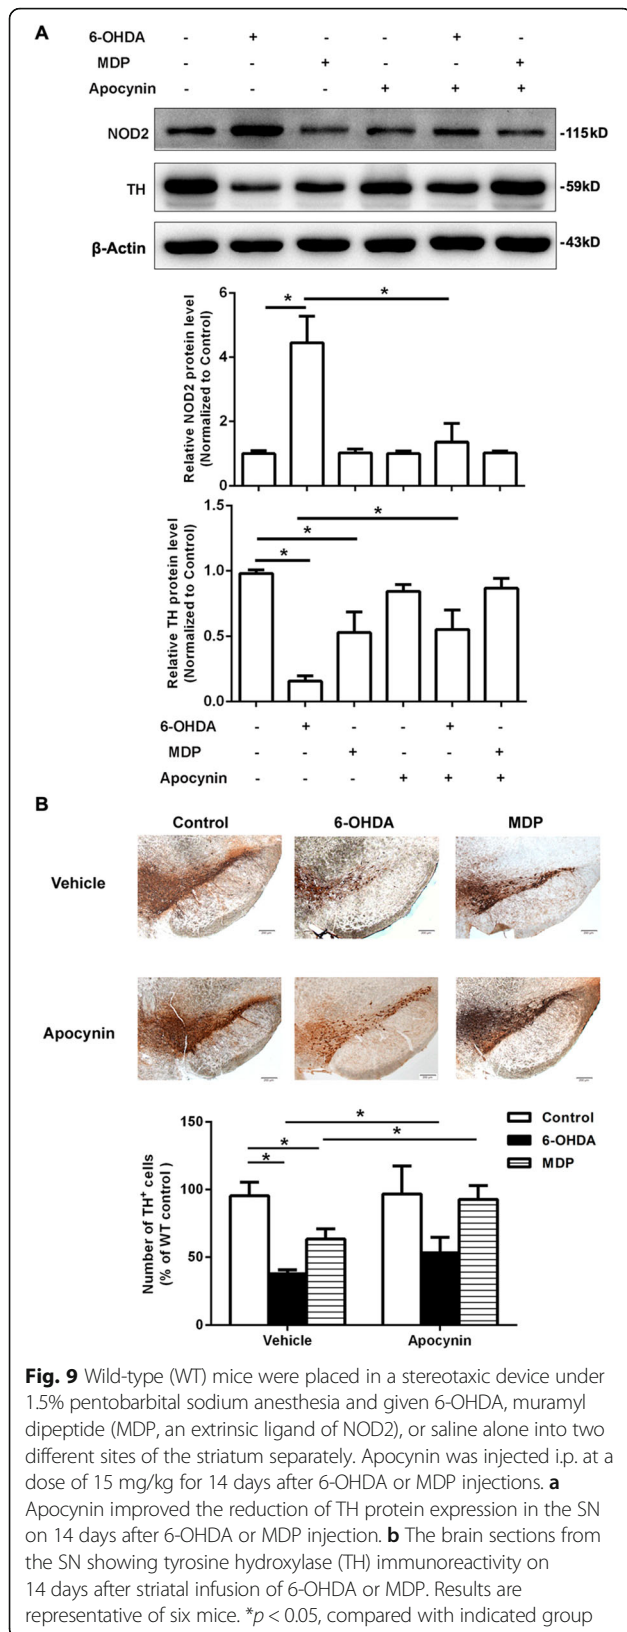 A
6-OHDA - + - - + -
MDP - - + - - +
Apocynin - - - + + +
NOD2 -115kD
TH -59kD
β-Actin -43kD
Relative NOD2 protein level
(Normalized to Control)
6
4
2
0
* *
Relative TH protein level
(Normalized to Control)
1.5
1.0
0.5
0.0
*
*
*
6-OHDA - + - - + -
MDP - - + - - +
Apocynin - - - + + +
B
Control 6-OHDA MDP
Vehicle
Apocynin
Number of TH⁺ cells
(% of WT control )
150
100
50
0
*
* *
*
Control
6-OHDA
MDP
Vehicle Apocynin
Fig. 9 Wild-type (WT) mice were placed in a stereotaxic device under
1.5% pentobarbital sodium anesthesia and given 6-OHDA, muramyl
dipeptide (MDP, an extrinsic ligand of NOD2), or saline alone into two
different sites of the striatum separately. Apocynin was injected i.p. at a
dose of 15 mg/kg for 14 days after 6-OHDA or MDP injections. a
Apocynin improved the reduction of TH protein expression in the SN
on 14 days after 6-OHDA or MDP injection. b The brain sections from
the SN showing tyrosine hydroxylase (TH) immunoreactivity on
14 days after striatal infusion of 6-OHDA or MDP. Results are
representative of six mice. *p < 0.05, compared with indicated group